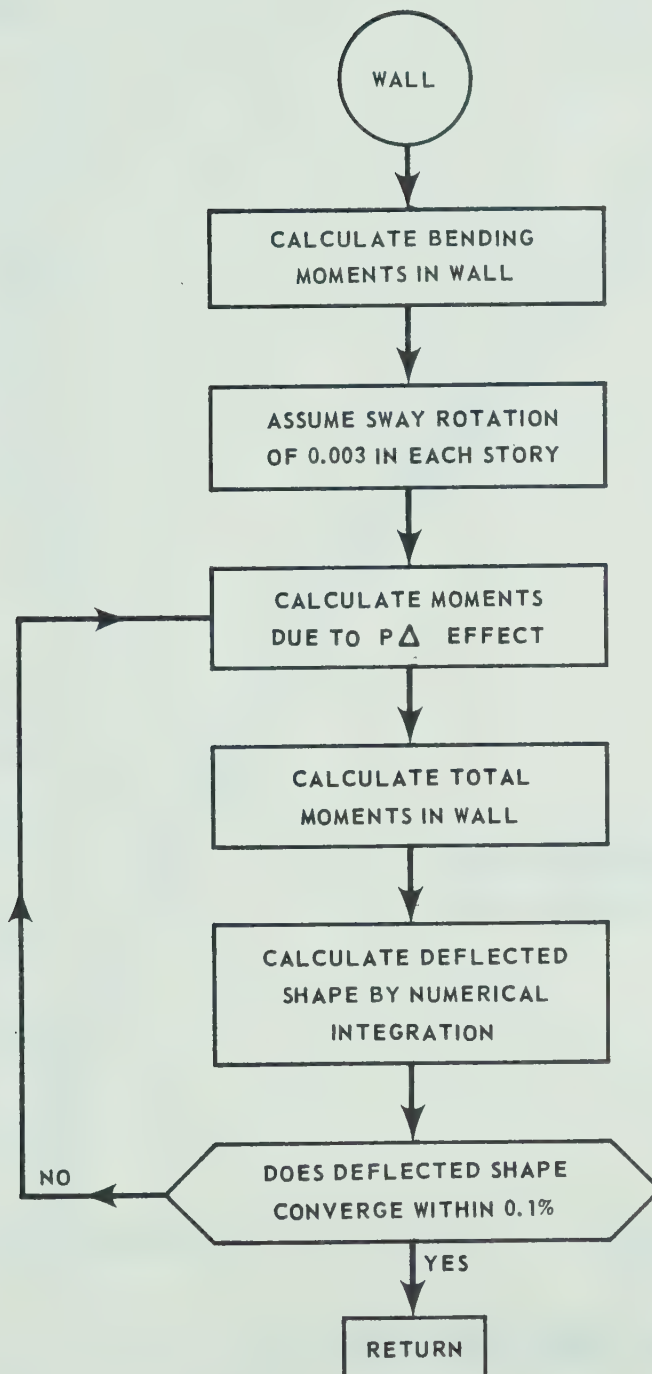 WALL
CALCULATE BENDING
MOMENTS IN WALL
ASSUME SWAY ROTATION
OF 0.003 IN EACH STORY
CALCULATE MOMENTS
DUE TO PΔ EFFECT
CALCULATE TOTAL
MOMENTS IN WALL
CALCULATE DEFLECTED
SHAPE BY NUMERICAL
INTEGRATION
DOES DEFLECTED SHAPE
CONVERGE WITHIN 0.1%
NO
YES
RETURN